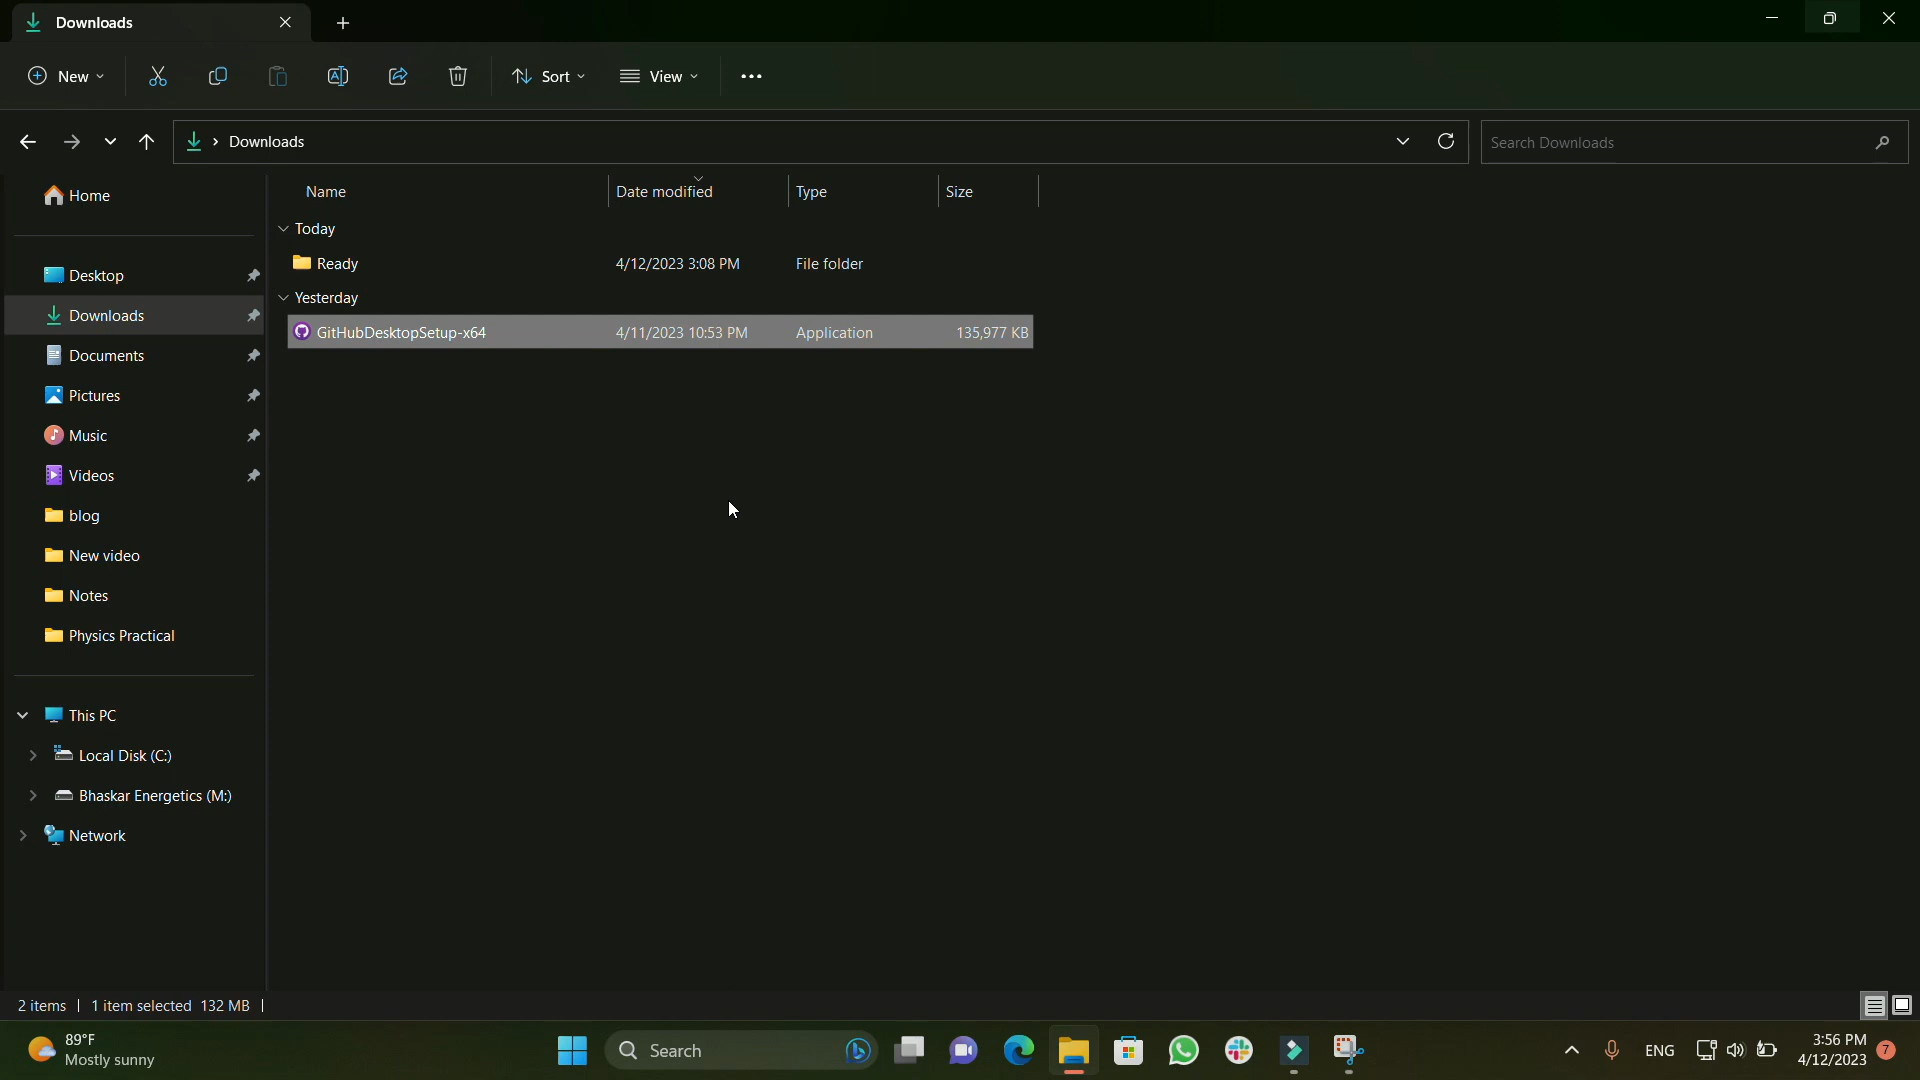 Downloads
New
Sort
View
Downloads
Search Downloads
Home
Desktop
Downloads
Documents
Pictures
Music
Videos
blog
New video
Notes
Physics Practical
This PC
Local Disk (C:)
Bhaskar Energetics (M:)
Network
Name Date modified Type Size
Today
Ready 4/12/2023 3:08 PM File folder
Yesterday
GitHubDesktopSetup-x64 4/11/2023 10:53 PM Application 135,977 KB
2 items 1 item selected 132 MB
89°F
Mostly sunny
Search
ENG
3:56 PM
4/12/2023
7